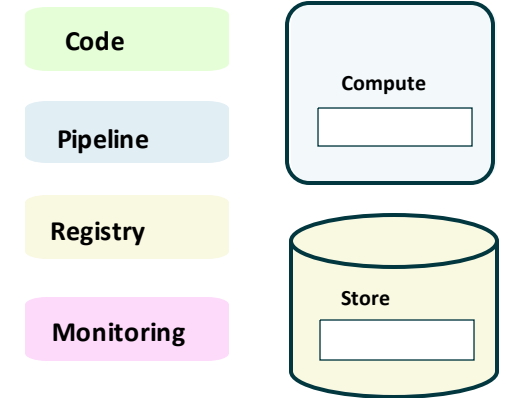 Code
Pipeline
Registry
Monitoring
Compute
Store